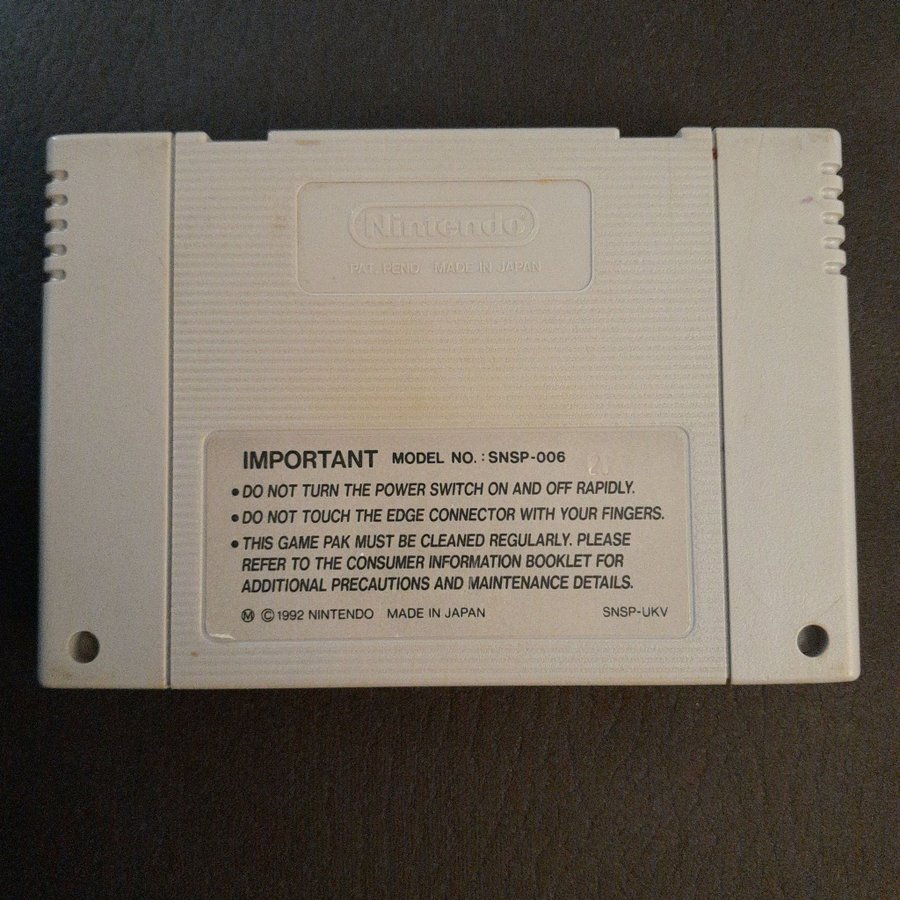 Nintendo
PAT. PEND. MADE IN JAPAN
IMPORTANT MODEL NO.: SNSP-006
21
• DO NOT TURN THE POWER SWITCH ON AND OFF RAPIDLY.
• DO NOT TOUCH THE EDGE CONNECTOR WITH YOUR FINGERS.
• THIS GAME PAK MUST BE CLEANED REGULARLY. PLEASE
REFER TO THE CONSUMER INFORMATION BOOKLET FOR
ADDITIONAL PRECAUTIONS AND MAINTENANCE DETAILS.
Ⓜ ©1992 NINTENDO MADE IN JAPAN SNSP-UKV